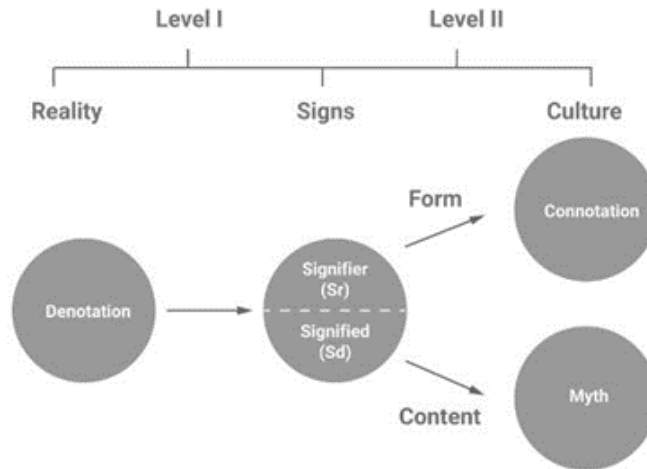 Level I
Level II
Reality
Signs
Culture
Form
Connotation
Denotation
Signifier
(Sr)
Signified
(Sd)
Content
Myth